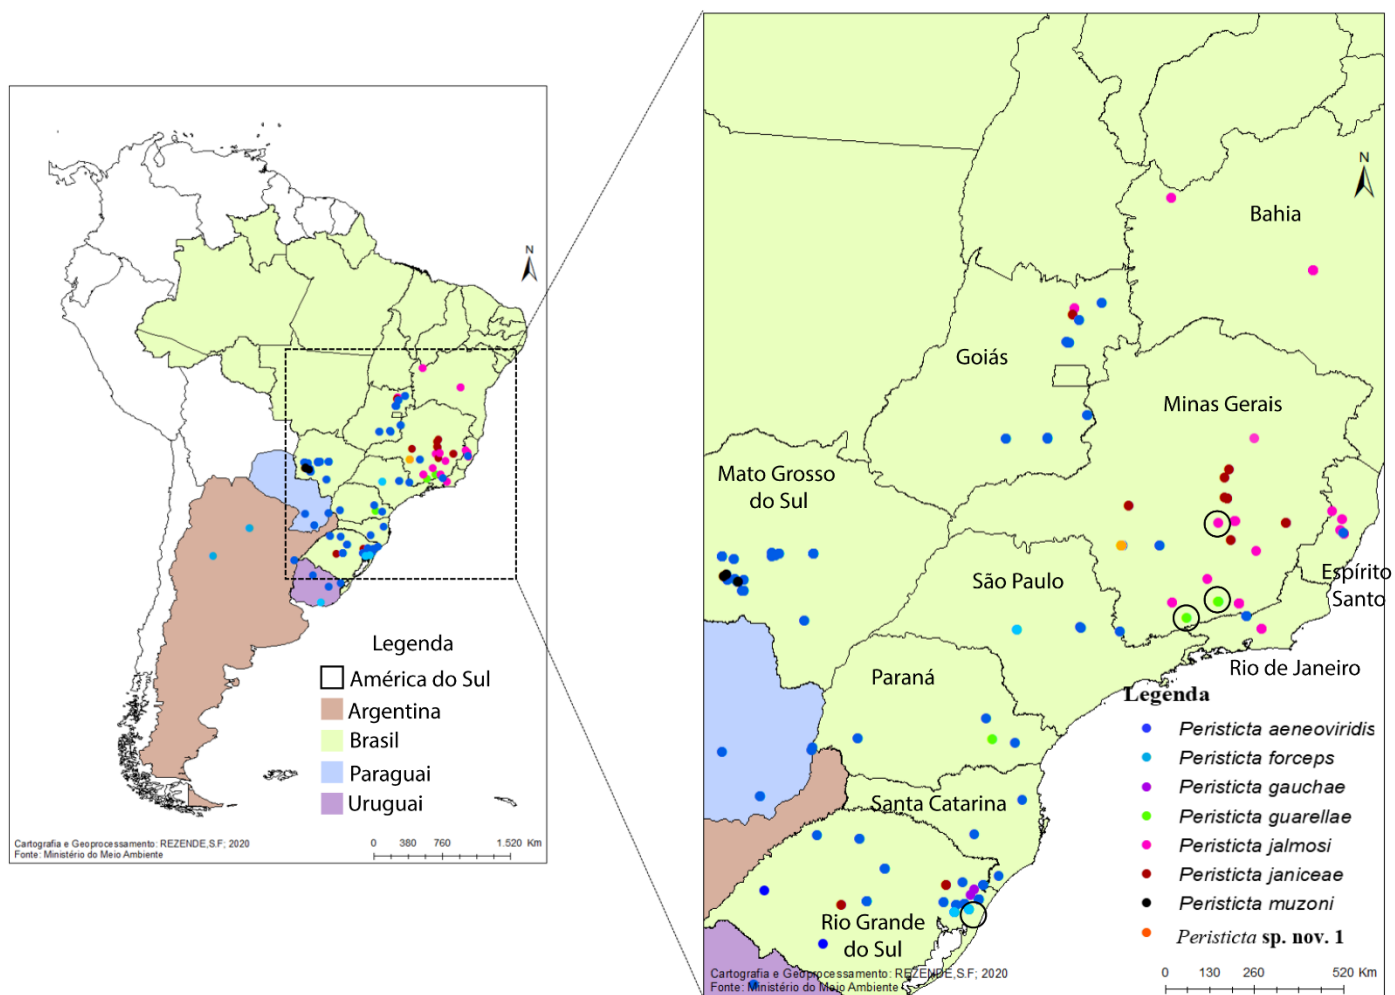 N
Legenda
América do Sul
Argentina
Brasil
Paraguai
Uruguai
Cartografia e Geoprocessamento: REZENDE,S.F; 2020
Fonte: Ministério do Meio Ambiente
0 380 760 1.520 Km
N
Bahia
Goiás
Minas Gerais
Mato Grosso
do Sul
São Paulo
Espírito
Santo
Rio de Janeiro
Paraná
Santa Catarina
Rio Grande
do Sul
Legenda
Peristicta aeneoviridis
Peristicta forceps
Peristicta gauchae
Peristicta guarellae
Peristicta jalmosi
Peristicta janiceae
Peristicta muzoni
Peristicta sp. nov. 1
Cartografia e Geoprocessamento: REZENDE,S.F; 2020
Fonte: Ministério do Meio Ambiente
0 130 260 520 Km